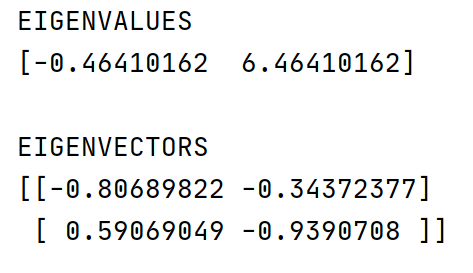 EIGENVALUES
[-0.46410162  6.46410162]
EIGENVECTORS
[[-0.80689822 -0.34372377]
 [ 0.59069049 -0.9390708 ]]